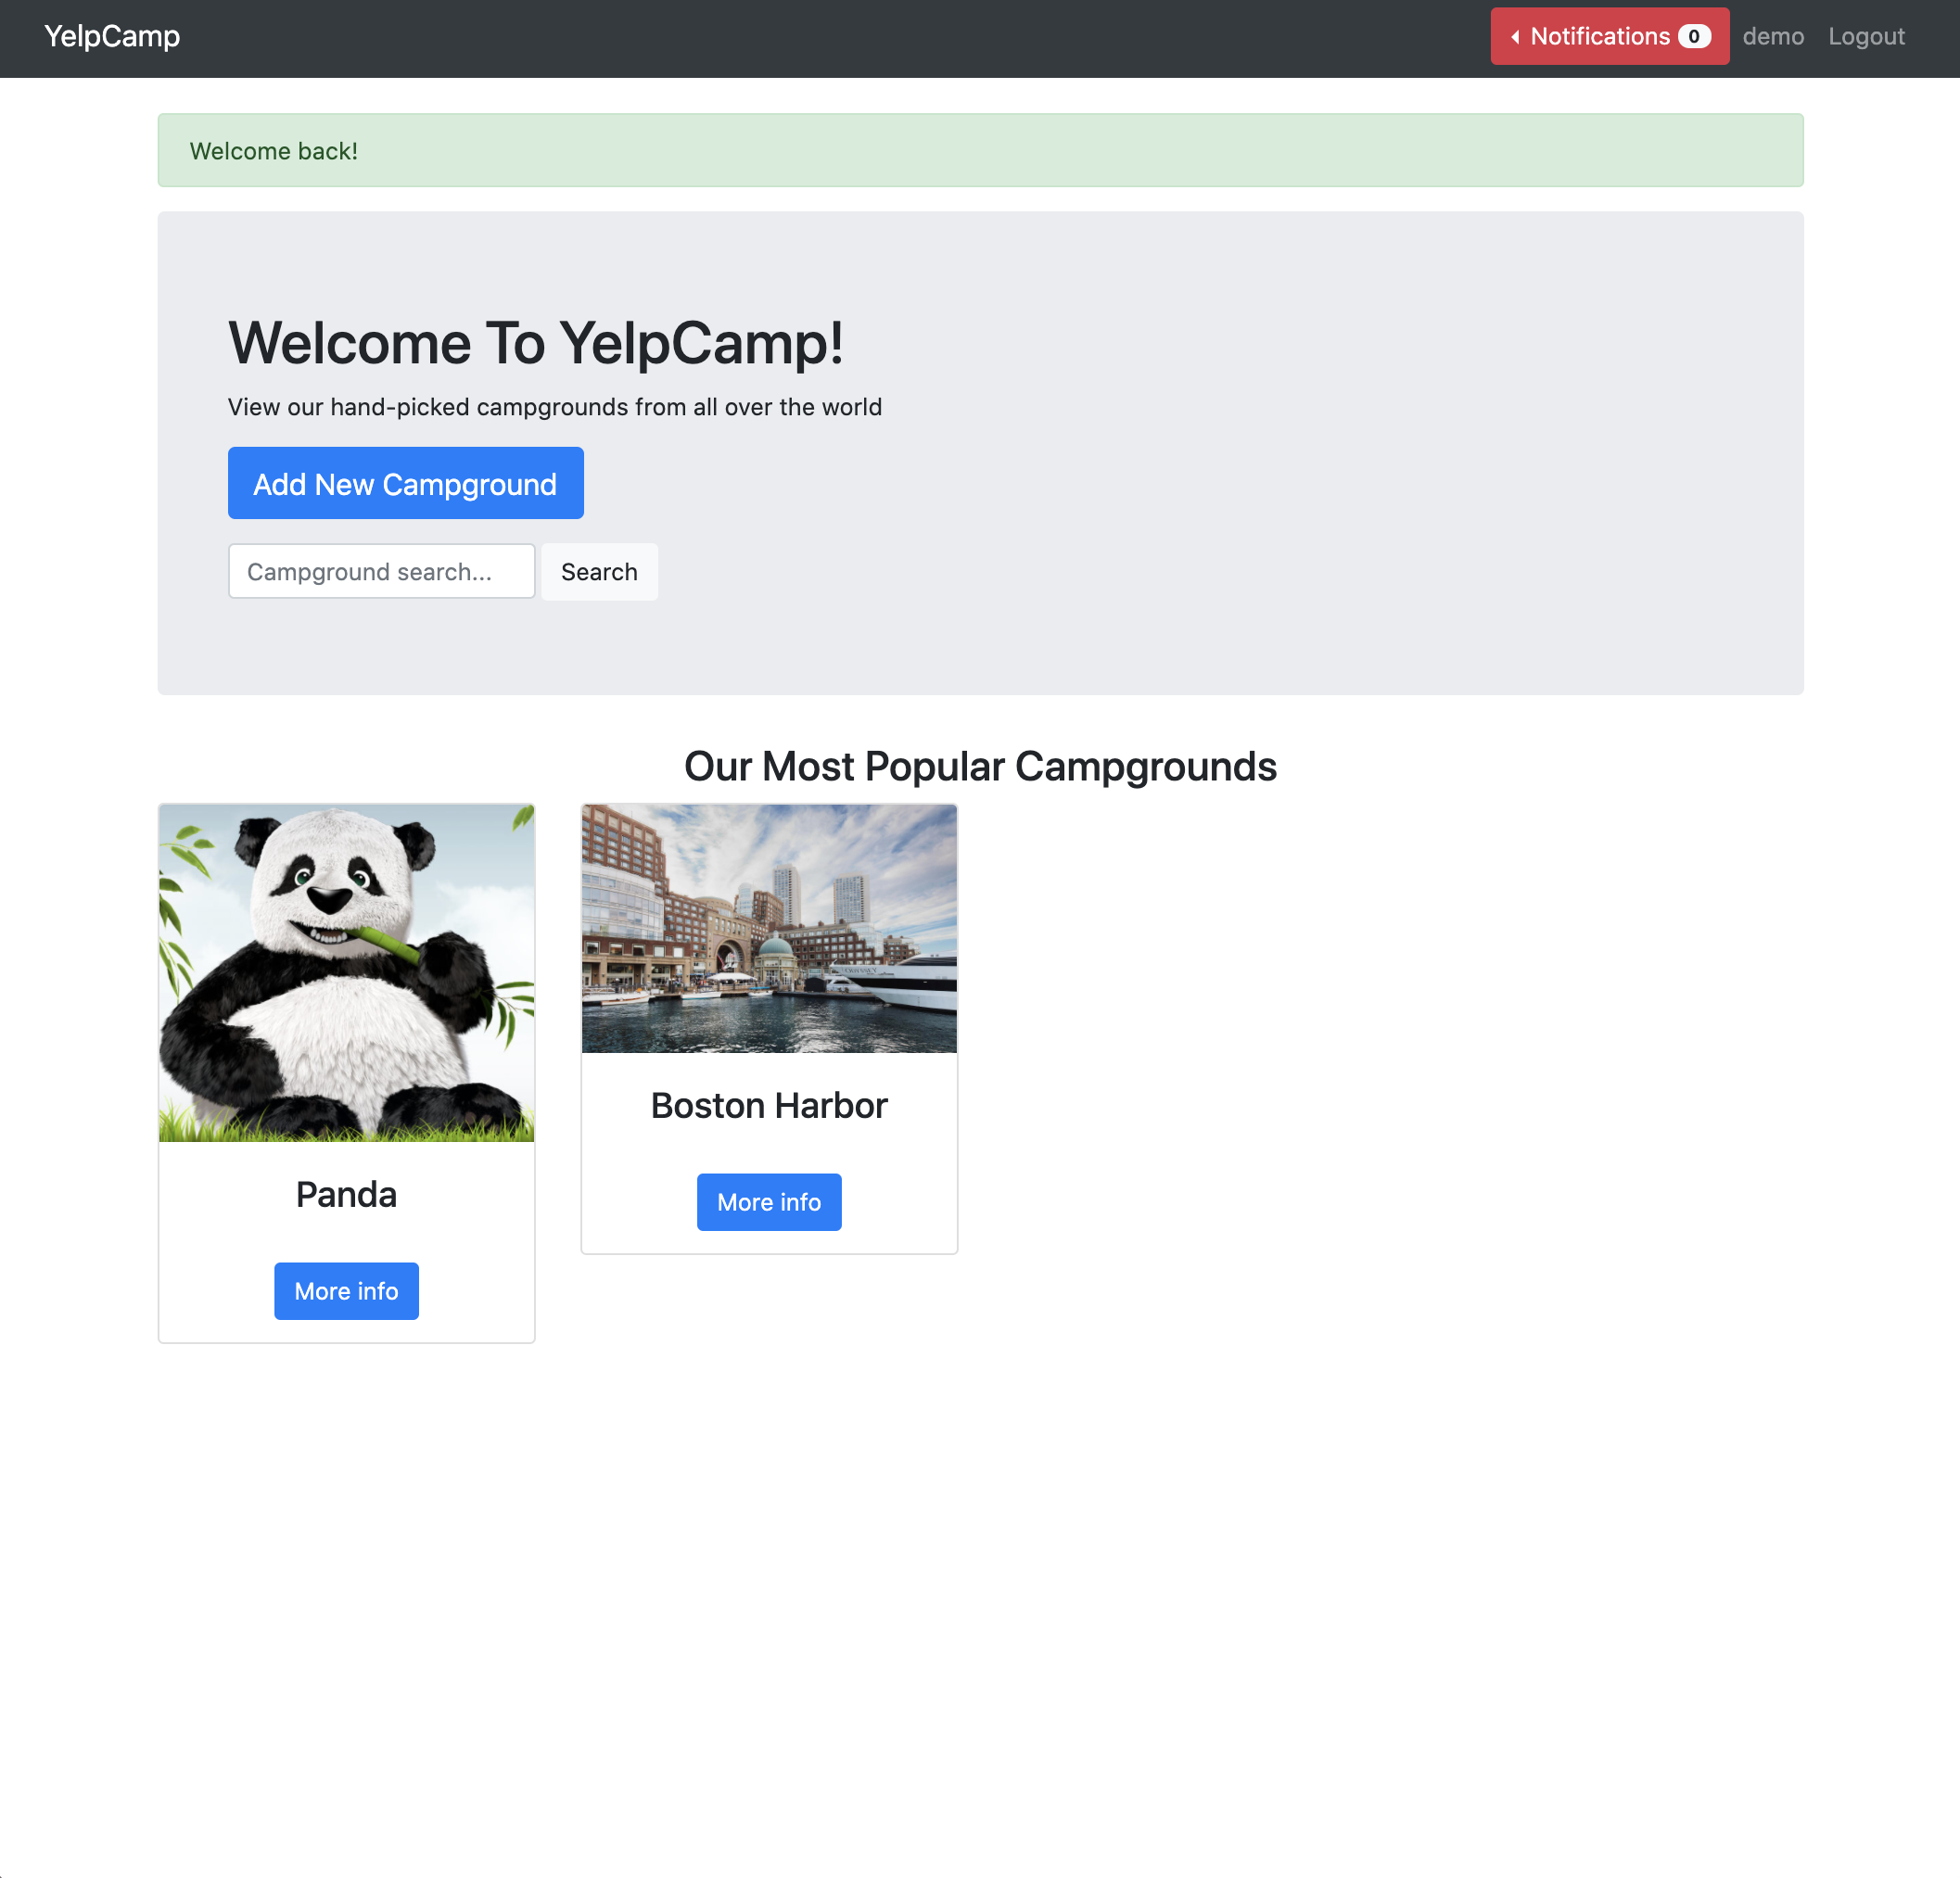 YelpCamp
Notifications 0 demo Logout
Welcome back!
Welcome To YelpCamp!
View our hand-picked campgrounds from all over the world
Add New Campground
Campground search...
Search
Our Most Popular Campgrounds
ODYSSEY
Panda
More info
Boston Harbor
More info